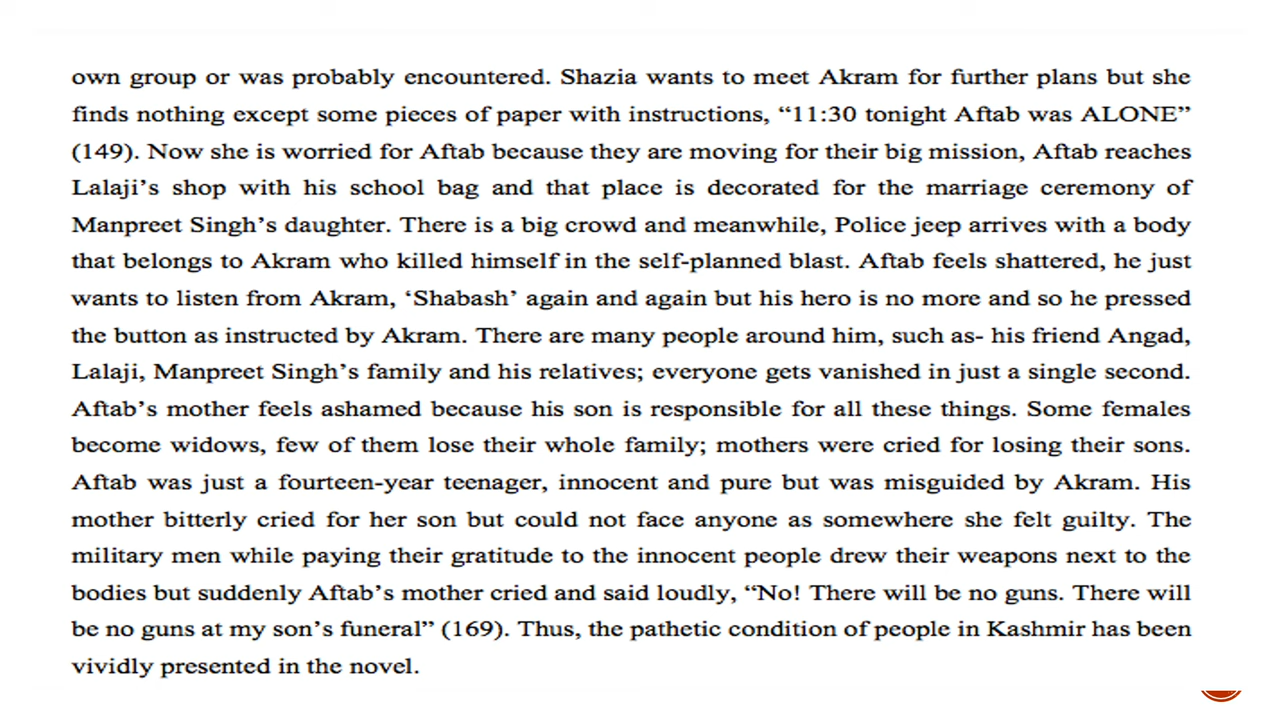 own group or was probably encountered. Shazia wants to meet Akram for further plans but she
finds nothing except some pieces of paper with instructions, “11:30 tonight Aftab was ALONE”
(149). Now she is worried for Aftab because they are moving for their big mission, Aftab reaches
Lalaji’s shop with his school bag and that place is decorated for the marriage ceremony of
Manpreet Singh’s daughter. There is a big crowd and meanwhile, Police jeep arrives with a body
that belongs to Akram who killed himself in the self-planned blast. Aftab feels shattered, he just
wants to listen from Akram, ‘Shabash’ again and again but his hero is no more and so he pressed
the button as instructed by Akram. There are many people around him, such as- his friend Angad,
Lalaji, Manpreet Singh’s family and his relatives; everyone gets vanished in just a single second.
Aftab’s mother feels ashamed because his son is responsible for all these things. Some females
become widows, few of them lose their whole family; mothers were cried for losing their sons.
Aftab was just a fourteen-year teenager, innocent and pure but was misguided by Akram. His
mother bitterly cried for her son but could not face anyone as somewhere she felt guilty. The
military men while paying their gratitude to the innocent people drew their weapons next to the
bodies but suddenly Aftab’s mother cried and said loudly, “No! There will be no guns. There will
be no guns at my son’s funeral” (169). Thus, the pathetic condition of people in Kashmir has been
vividly presented in the novel.